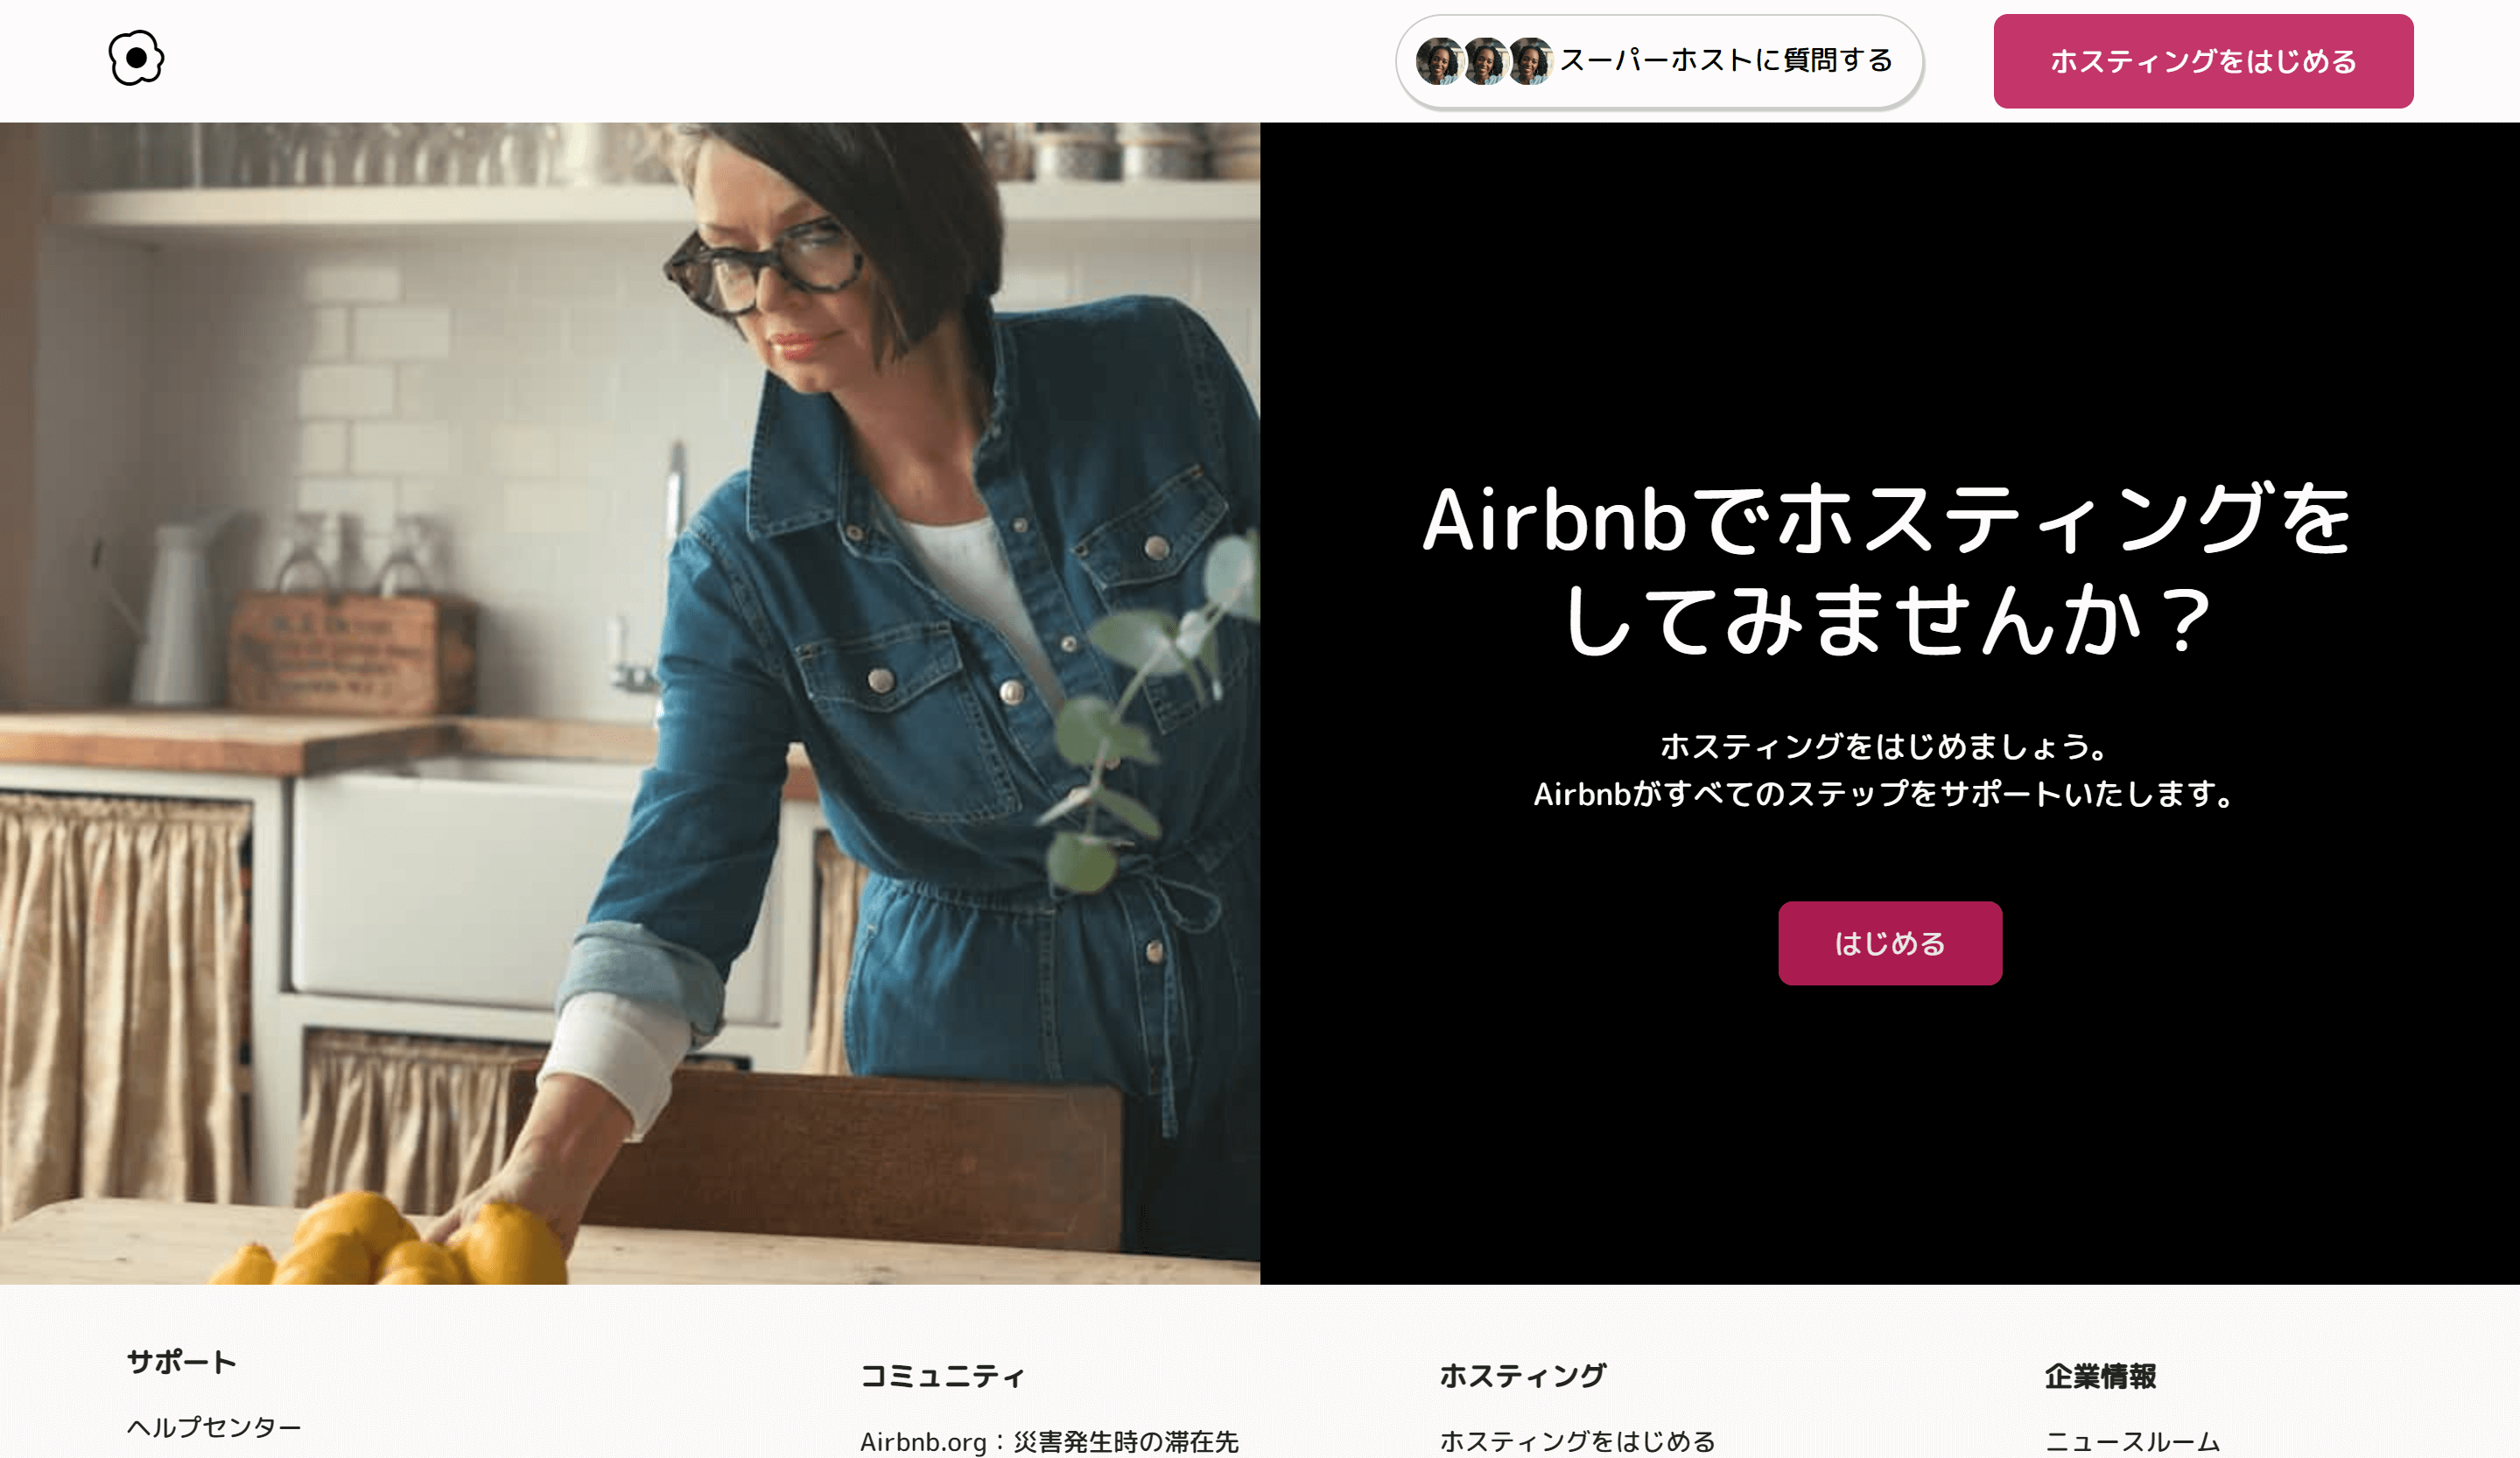 スーパーホストに質問する
ホスティングをはじめる
Airbnbでホスティングを
してみませんか？
ホスティングをはじめましょう。
Airbnbがすべてのステップをサポートいたします。
はじめる
サポート
ヘルプセンター
コミュニティ
Airbnb.org：災害発生時の滞在先
ホスティング
ホスティングをはじめる
企業情報
ニュースルーム